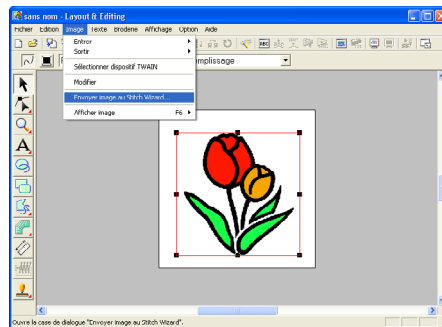 sans nom - Layout & Editing
Fichier Edition Image Texte Broderie Affichage Option Aide
Entrer
Sortir
Sélectionner dispositif TWAIN
Modifier
Envoyer image au Stitch Wizard...
Afficher image F6
mplissage
A
Ouvre la case de dialogue "Envoyer image au Stitch Wizard".